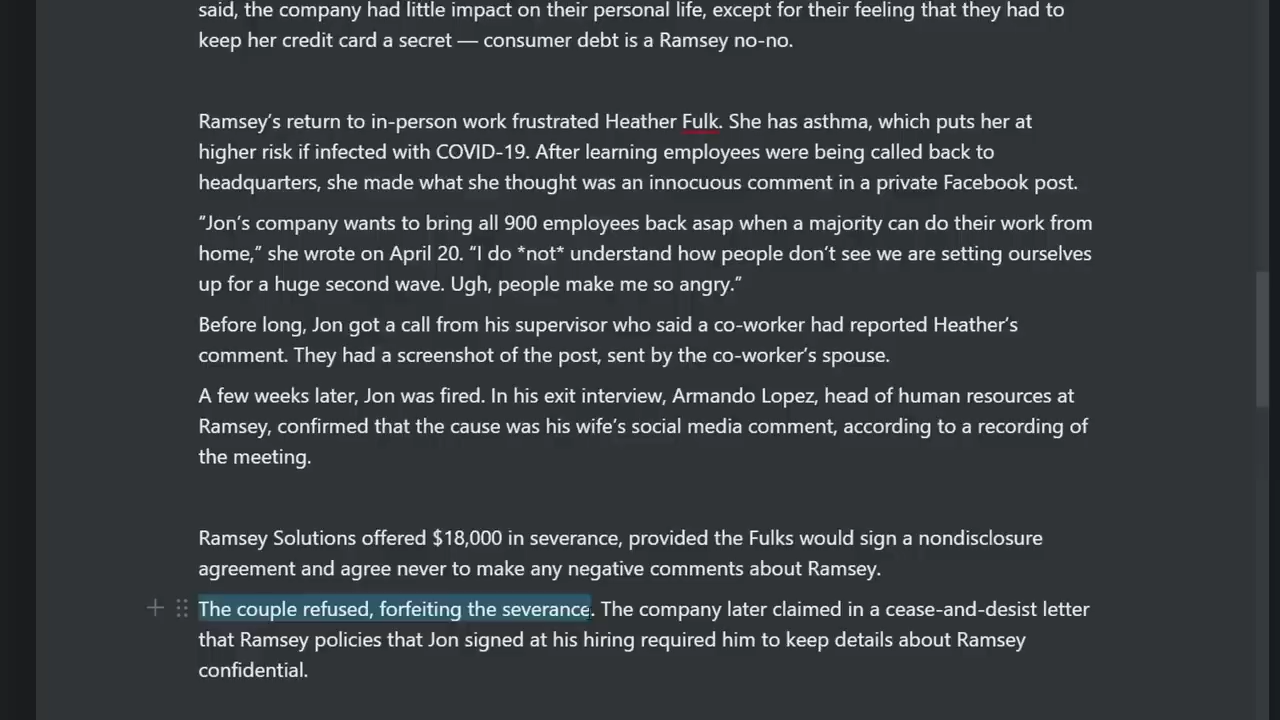 said, the company had little impact on their personal life, except for their feeling that they had to
keep her credit card a secret — consumer debt is a Ramsey no-no.
Ramsey’s return to in-person work frustrated Heather Fulk. She has asthma, which puts her at
higher risk if infected with COVID-19. After learning employees were being called back to
headquarters, she made what she thought was an innocuous comment in a private Facebook post.
“Jon’s company wants to bring all 900 employees back asap when a majority can do their work from
home,” she wrote on April 20. “I do *not* understand how people don’t see we are setting ourselves
up for a huge second wave. Ugh, people make me so angry.”
Before long, Jon got a call from his supervisor who said a co-worker had reported Heather’s
comment. They had a screenshot of the post, sent by the co-worker’s spouse.
A few weeks later, Jon was fired. In his exit interview, Armando Lopez, head of human resources at
Ramsey, confirmed that the cause was his wife’s social media comment, according to a recording of
the meeting.
Ramsey Solutions offered $18,000 in severance, provided the Fulks would sign a nondisclosure
agreement and agree never to make any negative comments about Ramsey.
The couple refused, forfeiting the severance. The company later claimed in a cease-and-desist letter
that Ramsey policies that Jon signed at his hiring required him to keep details about Ramsey
confidential.